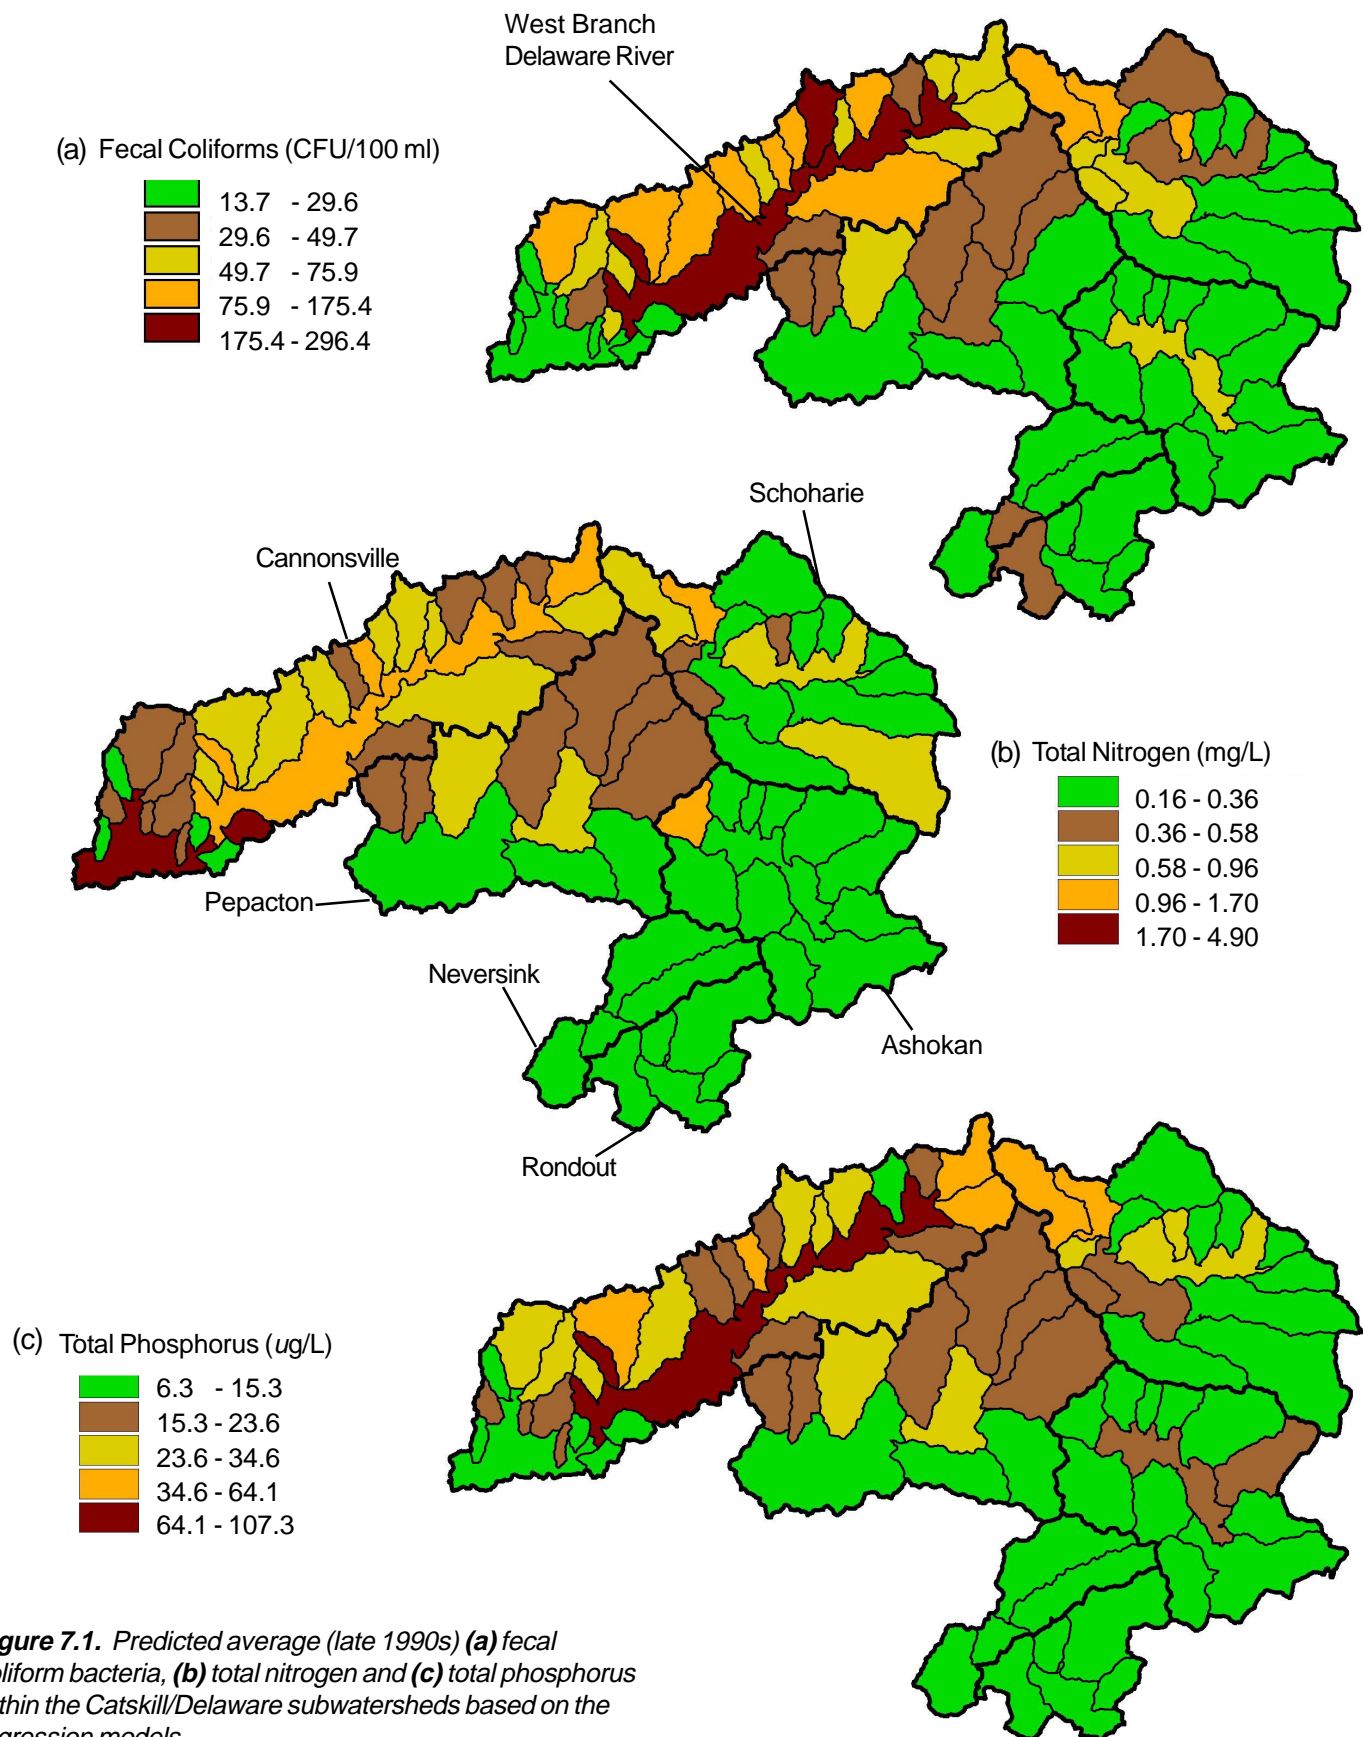 West Branch
Delaware River
(a) Fecal Coliforms (CFU/100 ml)
13.7 - 29.6
29.6 - 49.7
49.7 - 75.9
75.9 - 175.4
175.4 - 296.4
Schoharie
Cannonsville
(b) Total Nitrogen (mg/L)
0.16 - 0.36
0.36 - 0.58
0.58 - 0.96
0.96 - 1.70
1.70 - 4.90
Pepacton
Neversink
Ashokan
Rondout
(c) Total Phosphorus (ug/L)
6.3 - 15.3
15.3 - 23.6
23.6 - 34.6
34.6 - 64.1
64.1 - 107.3
gure 7.1. Predicted average (late 1990s) (a) fecal
oliform bacteria, (b) total nitrogen and (c) total phosphorus
thin the Catskill/Delaware subwatersheds based on the